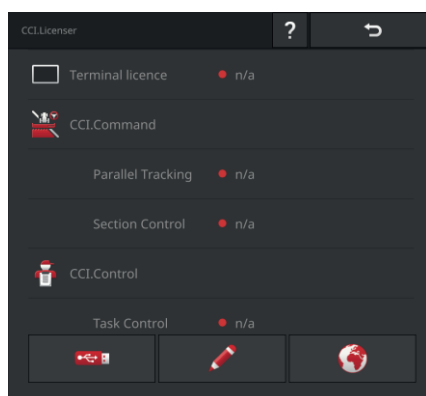 CCI.Licenser ?
Terminal licence n/a
CCI.Command
Parallel Tracking n/a
Section Control n/a
CCI.Control
Task Control n/a